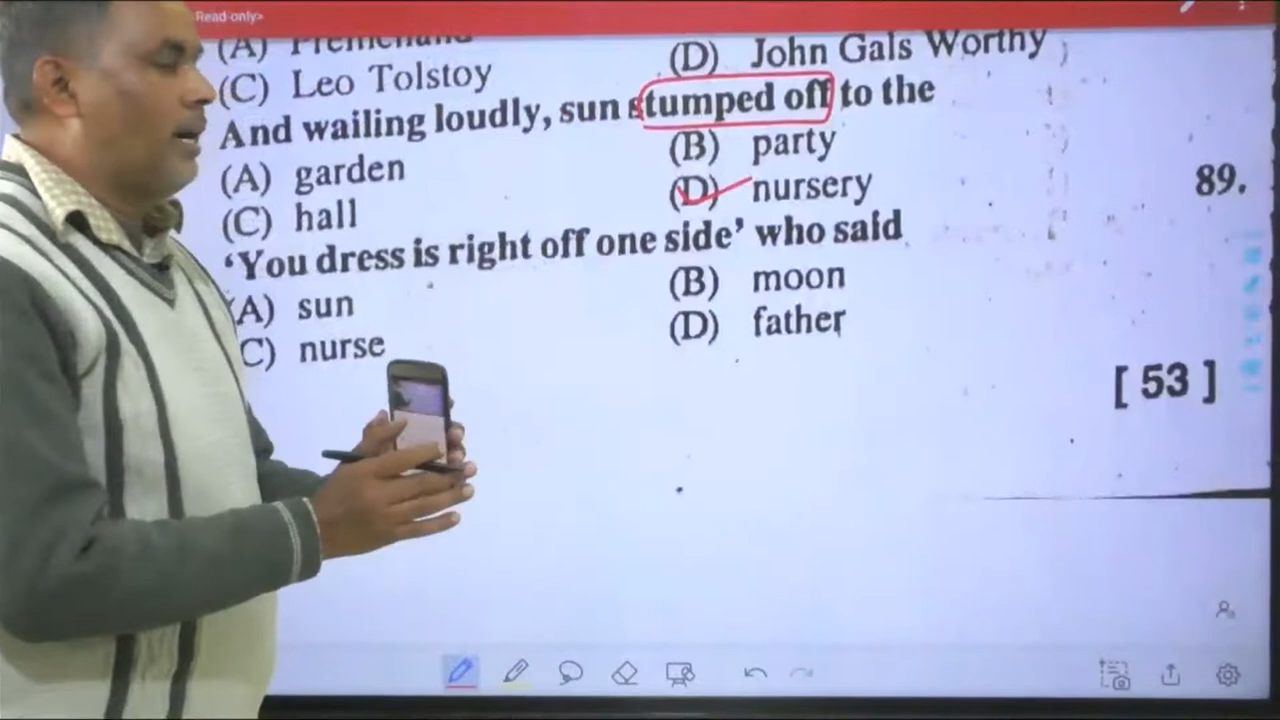 Read-only>
(A) Premchand
(C) Leo Tolstoy (D) John Gals Worthy
And wailing loudly, sun stumped off to the
(A) garden (B) party
(C) hall (D) nursery
‘You dress is right off one side’ who said
(A) sun (B) moon
C) nurse (D) father
89.
[ 53 ]